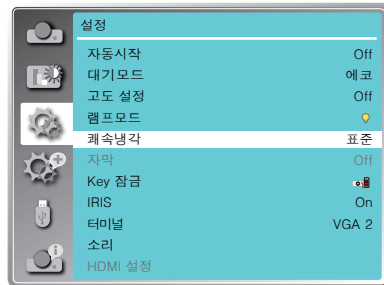 설정
자동시작 Off
대기모드 에코
고도 설정 Off
램프모드
쾌속냉각 표준
자막 Off
Key 잠금
IRIS On
터미널 VGA 2
소리
HDMI 설정